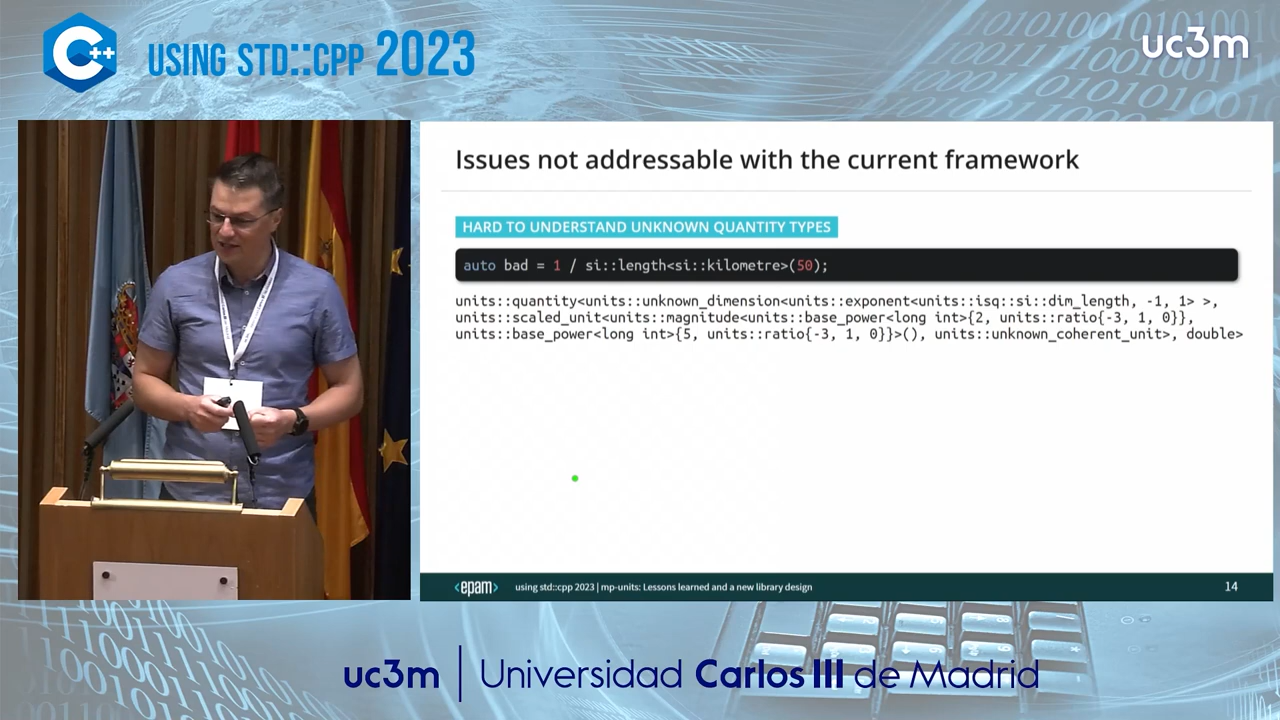 C++
USING STD::CPP 2023
uc3m
Issues not addressable with the current framework
HARD TO UNDERSTAND UNKNOWN QUANTITY TYPES
auto bad = 1 / si::length<si::kilometre>(50);
units::quantity<units::unknown_dimension<units::exponent<units::isq::si::dim_length, -1, 1> >,
units::scaled_unit<units::magnitude<units::base_power<long int>{2, units::ratio{-3, 1, 0}},
units::base_power<long int>{5, units::ratio{-3, 1, 0}}>(), units::unknown_coherent_unit>, double>
<epam>
using std::cpp 2023 | mp-units: Lessons learned and a new library design
14
uc3m | Universidad Carlos III de Madrid